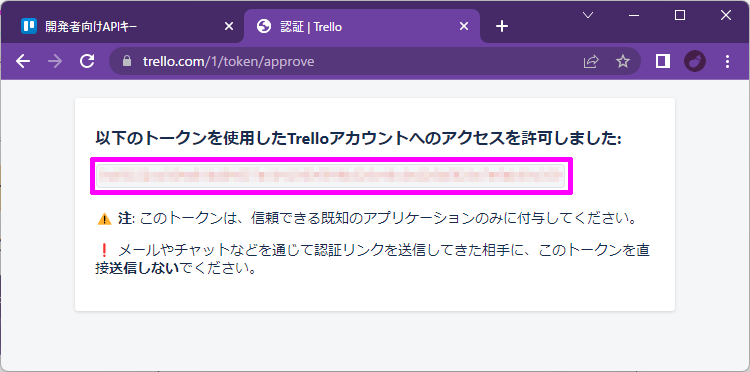 開発者向けAPIキー
認証 | Trello
trello.com/1/token/approve
以下のトークンを使用したTrelloアカウントへのアクセスを許可しました:
注: このトークンは、信頼できる既知のアプリケーションのみに付与してください。
メールやチャットなどを通じて認証リンクを送信してきた相手に、このトークンを直
接送信しないでください。